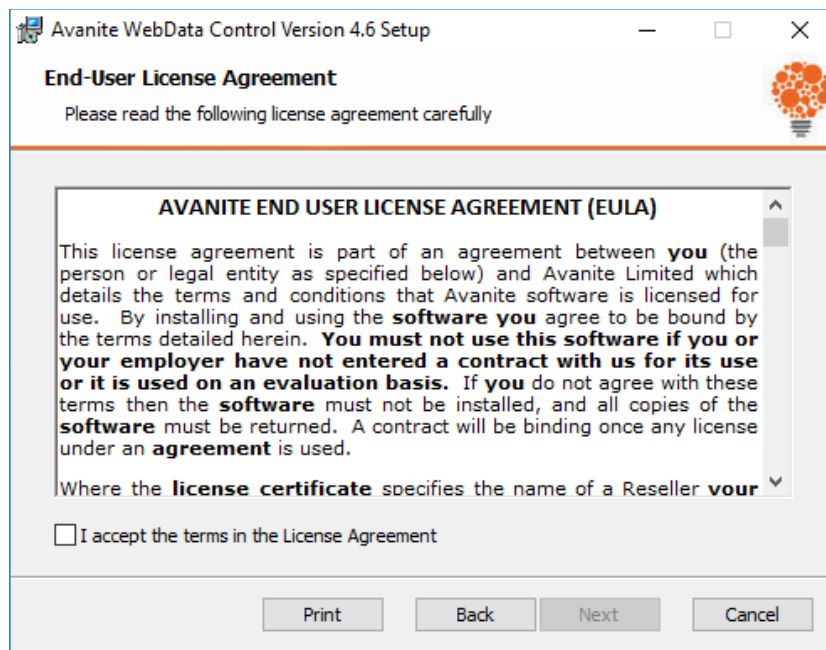 Avanite WebData Control Version 4.6 Setup
End-User License Agreement
Please read the following license agreement carefully
AVANITE END USER LICENSE AGREEMENT (EULA)
This license agreement is part of an agreement between you (the
person or legal entity as specified below) and Avanite Limited which
details the terms and conditions that Avanite software is licensed for
use. By installing and using the software you agree to be bound by
the terms detailed herein. You must not use this software if you or
your employer have not entered a contract with us for its use
or it is used on an evaluation basis. If you do not agree with these
terms then the software must not be installed, and all copies of the
software must be returned. A contract will be binding once any license
under an agreement is used.
Where the license certificate specifies the name of a Reseller your
I accept the terms in the License Agreement
Print Back Next Cancel